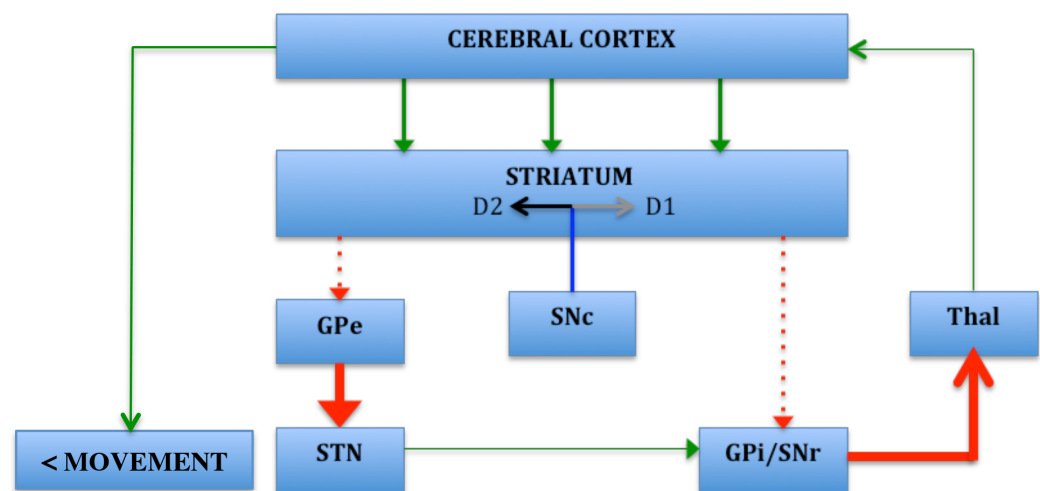 CEREBRAL CORTEX
STRIATUM
D2 D1
GPe
SNc
Thal
< MOVEMENT
STN
GPi/SNr